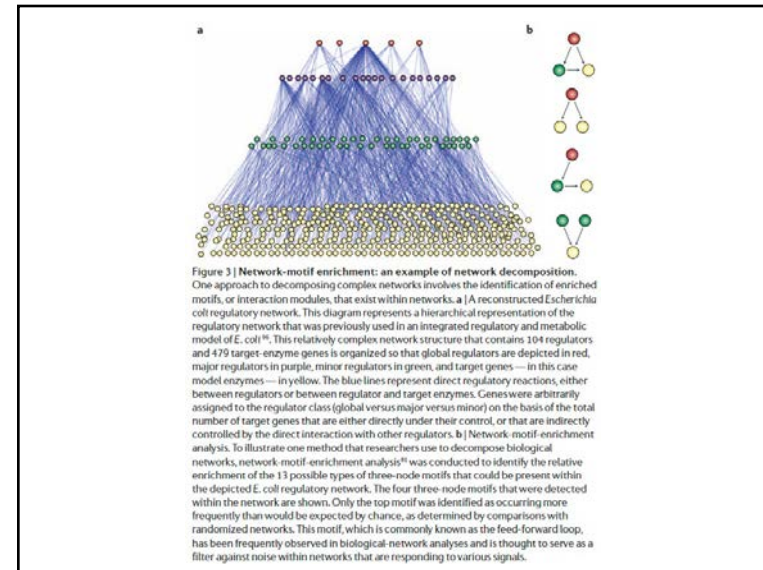 a
b
Figure 3 | Network-motif enrichment: an example of network decomposition.
One approach to decomposing complex networks involves the identification of enriched
motifs, or interaction modules, that exist within networks. a | A reconstructed Escherichia
coli regulatory network. This diagram represents a hierarchical representation of the
regulatory network that was previously used in an integrated regulatory and metabolic
model of E. coli 96. This relatively complex network structure that contains 104 regulators
and 479 target-enzyme genes is organized so that global regulators are depicted in red,
major regulators in purple, minor regulators in green, and target genes — in this case
model enzymes — in yellow. The blue lines represent direct regulatory reactions, either
between regulators or between regulator and target enzymes. Genes were arbitrarily
assigned to the regulator class (global versus major versus minor) on the basis of the total
number of target genes that are either directly under their control, or that are indirectly
controlled by the direct interaction with other regulators. b | Network-motif-enrichment
analysis. To illustrate one method that researchers use to decompose biological
networks, network-motif-enrichment analysis was conducted to identify the relative
enrichment of the 13 possible types of three-node motifs that could be present within
the depicted E. coli regulatory network. The four three-node motifs that were detected
within the network are shown. Only the top motif was identified as occurring more
frequently than would be expected by chance, as determined by comparisons with
randomized networks. This motif, which is commonly known as the feed-forward loop,
has been frequently observed in biological-network analyses and is thought to serve as a
filter against noise within networks that are responding to various signals.